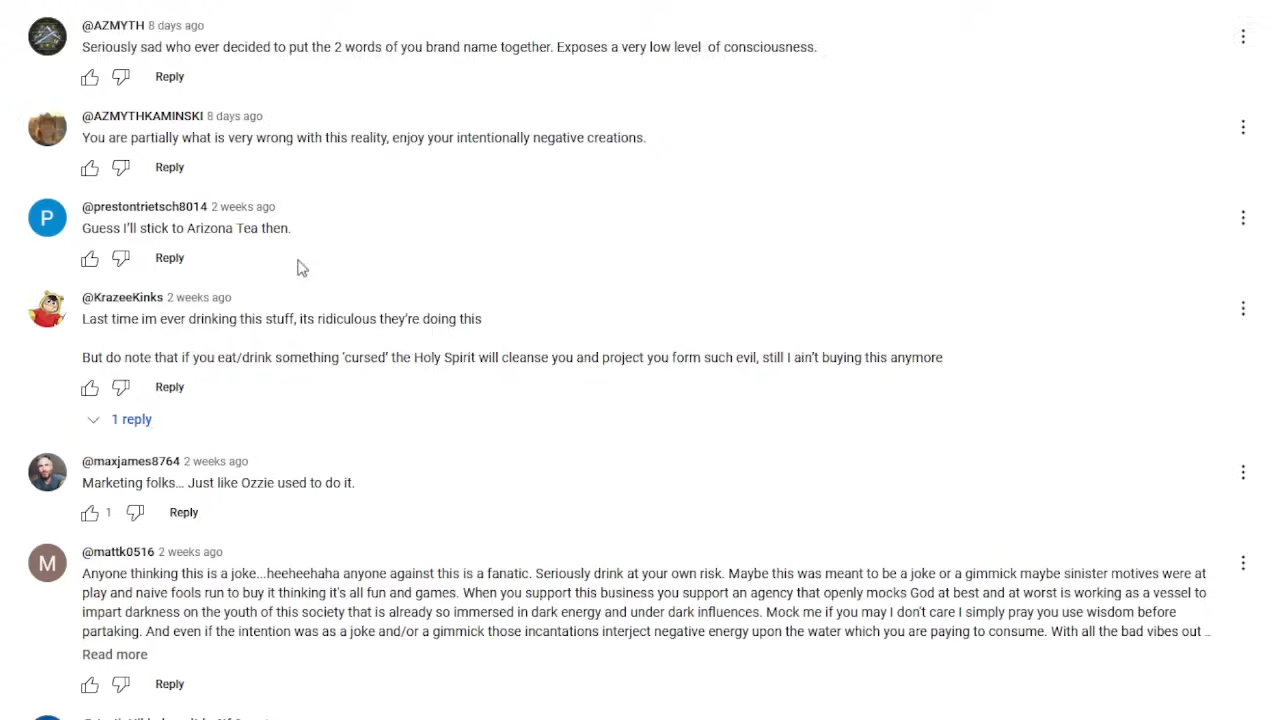 @AZMYTH 8 days ago
Seriously sad who ever decided to put the 2 words of you brand name together. Exposes a very low level of consciousness.
Reply
@AZMYTHKAMINSKI 8 days ago
You are partially what is very wrong with this reality, enjoy your intentionally negative creations.
Reply
P
@prestontrietsch8014 2 weeks ago
Guess I'll stick to Arizona Tea then.
Reply
@KrazeeKinks 2 weeks ago
Last time im ever drinking this stuff, its ridiculous they're doing this
But do note that if you eat/drink something 'cursed' the Holy Spirit will cleanse you and project you form such evil, still I ain't buying this anymore
Reply
1 reply
@maxjames8764 2 weeks ago
Marketing folks... Just like Ozzie used to do it.
1 Reply
M
@mattk0516 2 weeks ago
Anyone thinking this is a joke...heeheehaha anyone against this is a fanatic. Seriously drink at your own risk. Maybe this was meant to be a joke or a gimmick maybe sinister motives were at
play and naive fools run to buy it thinking it's all fun and games. When you support this business you support an agency that openly mocks God at best and at worst is working as a vessel to
impart darkness on the youth of this society that is already so immersed in dark energy and under dark influences. Mock me if you may I don't care I simply pray you use wisdom before
partaking. And even if the intention was as a joke and/or a gimmick those incantations interject negative energy upon the water which you are paying to consume. With all the bad vibes out ...
Read more
Reply